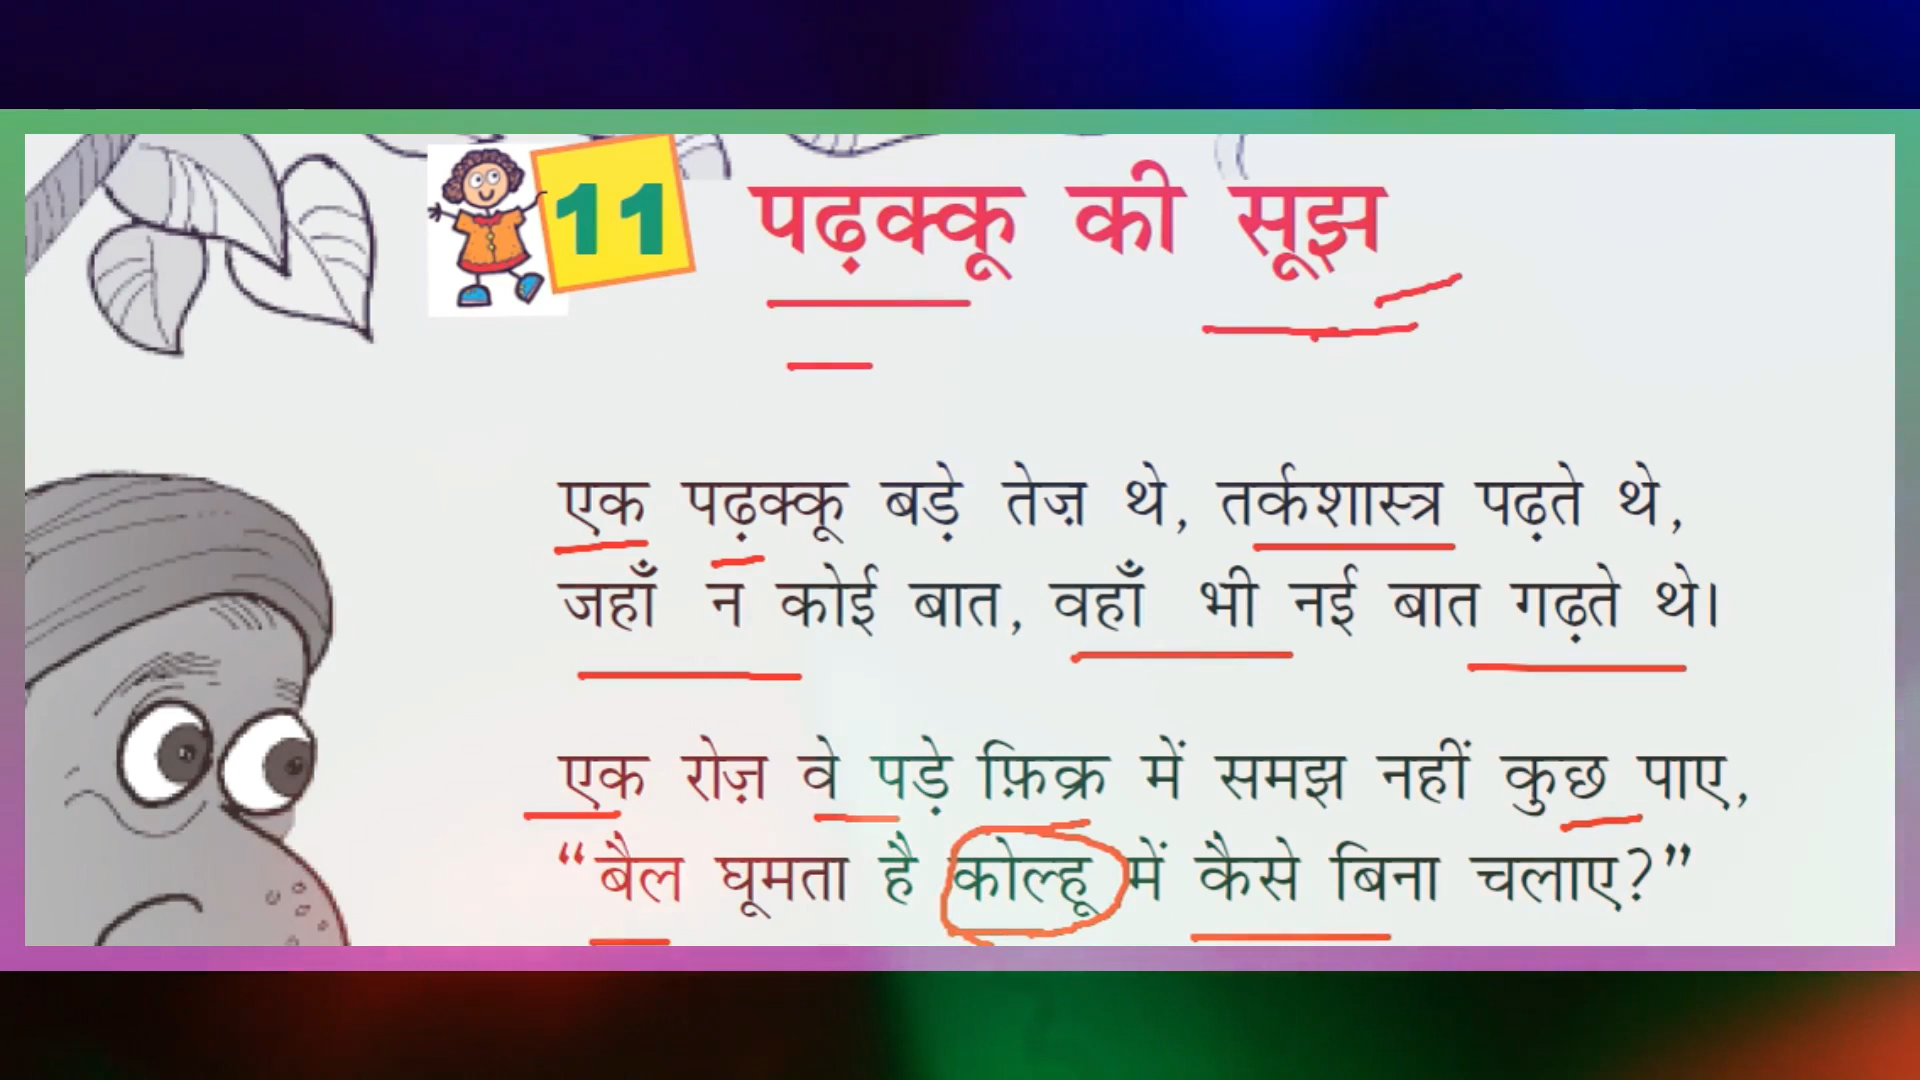 11 पढ़क्कू की सूझ
एक पढ़क्कू बड़े तेज़ थे, तर्कशास्त्र पढ़ते थे,
जहाँ न कोई बात, वहाँ भी नई बात गढ़ते थे।
एक रोज़ वे पड़े फ़िक्र में समझ नहीं कुछ पाए,
“बैल घूमता है कोल्हू में कैसे बिना चलाए?”